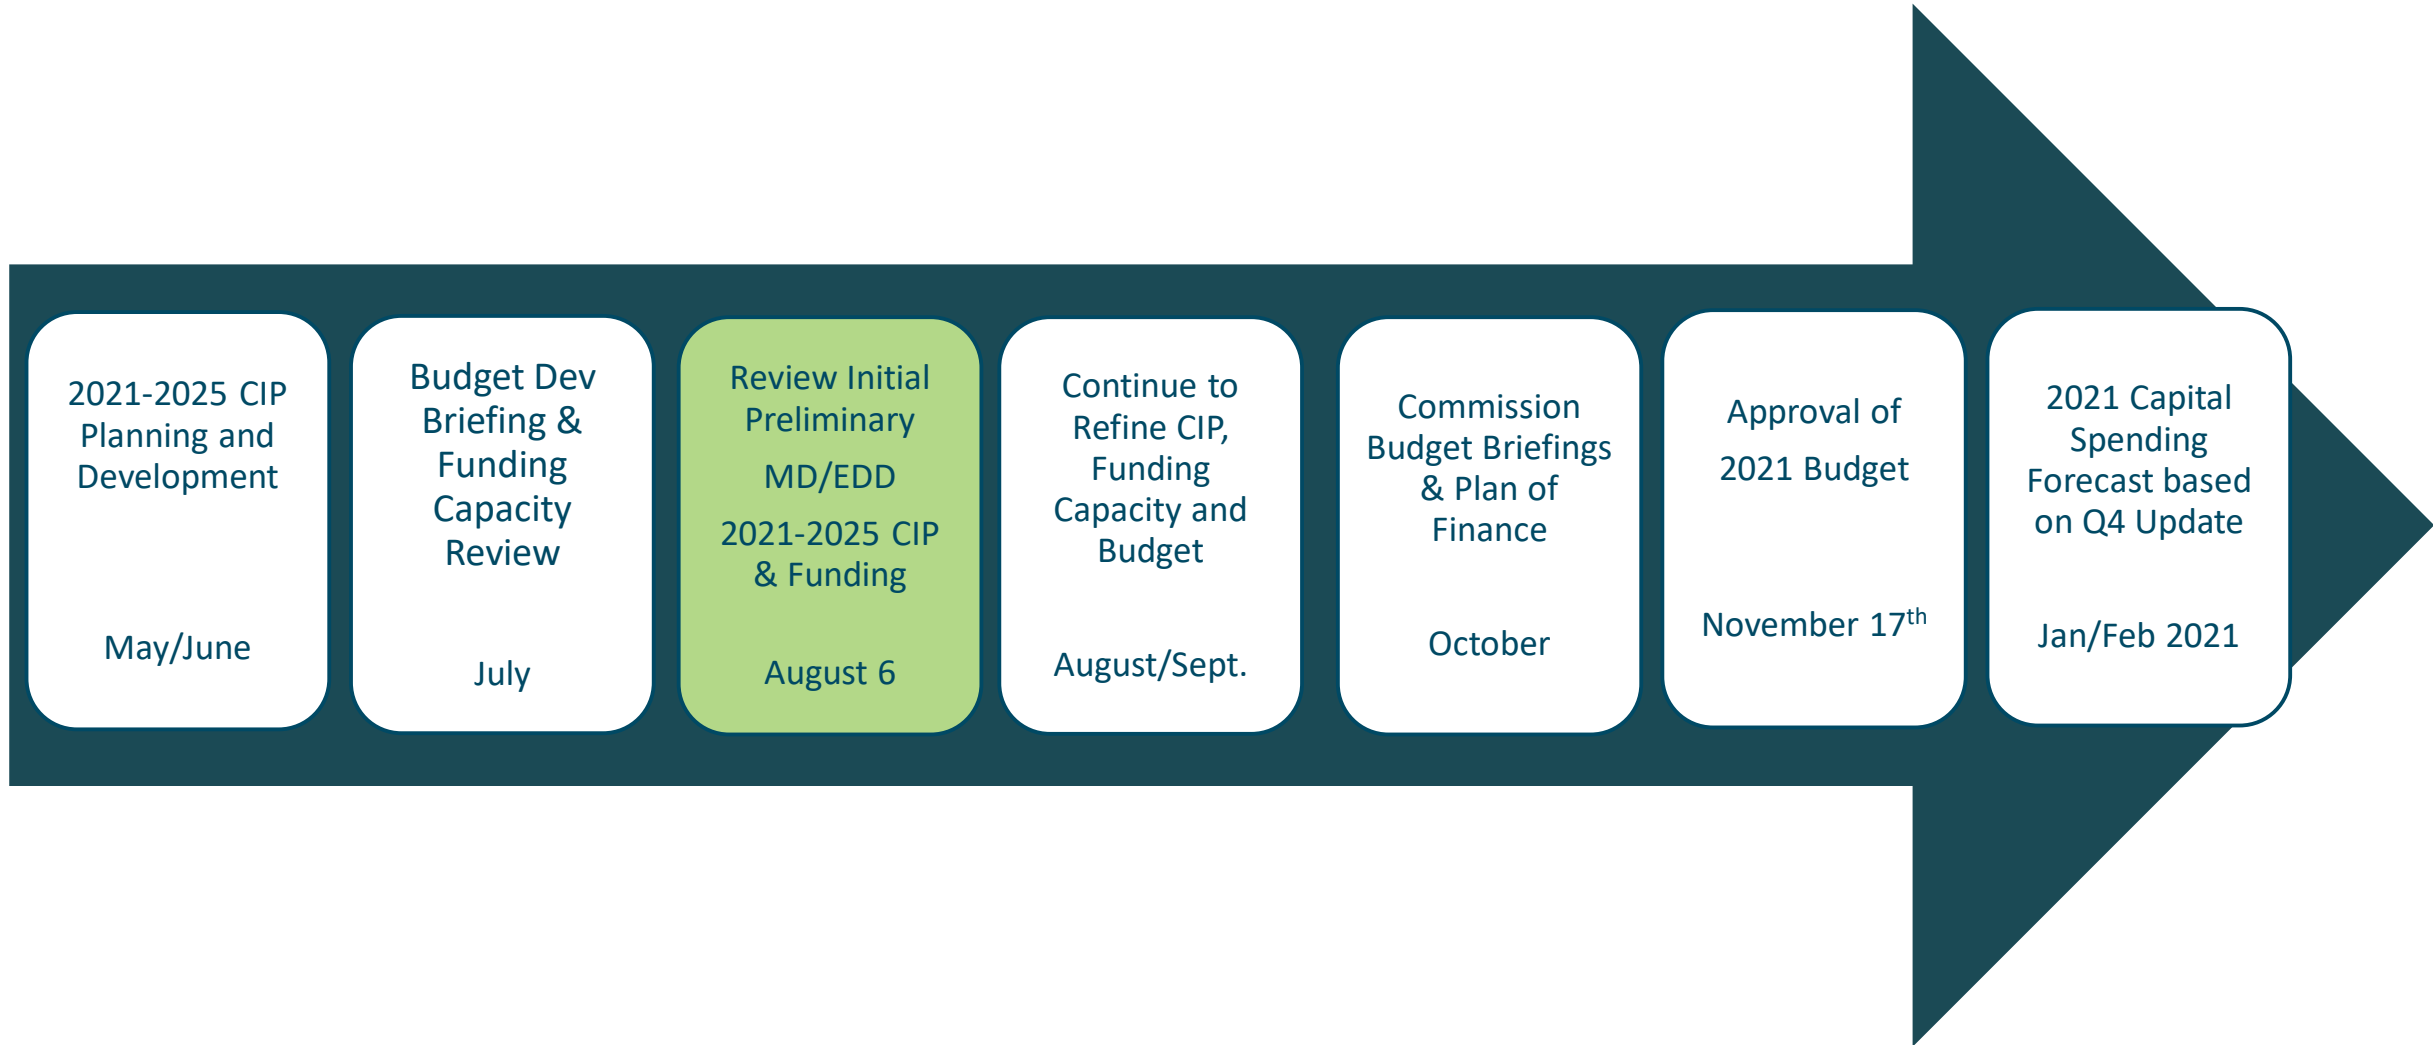 2021-2025 CIP
Planning and
Development
May/June
Budget Dev
Briefing &
Funding
Capacity
Review
July
Review Initial
Preliminary
MD/EDD
2021-2025 CIP
& Funding
August 6
Continue to
Refine CIP,
Funding
Capacity and
Budget
August/Sept.
Commission
Budget Briefings
& Plan of
Finance
October
Approval of
2021 Budget
November 17th
2021 Capital
Spending
Forecast based
on Q4 Update
Jan/Feb 2021